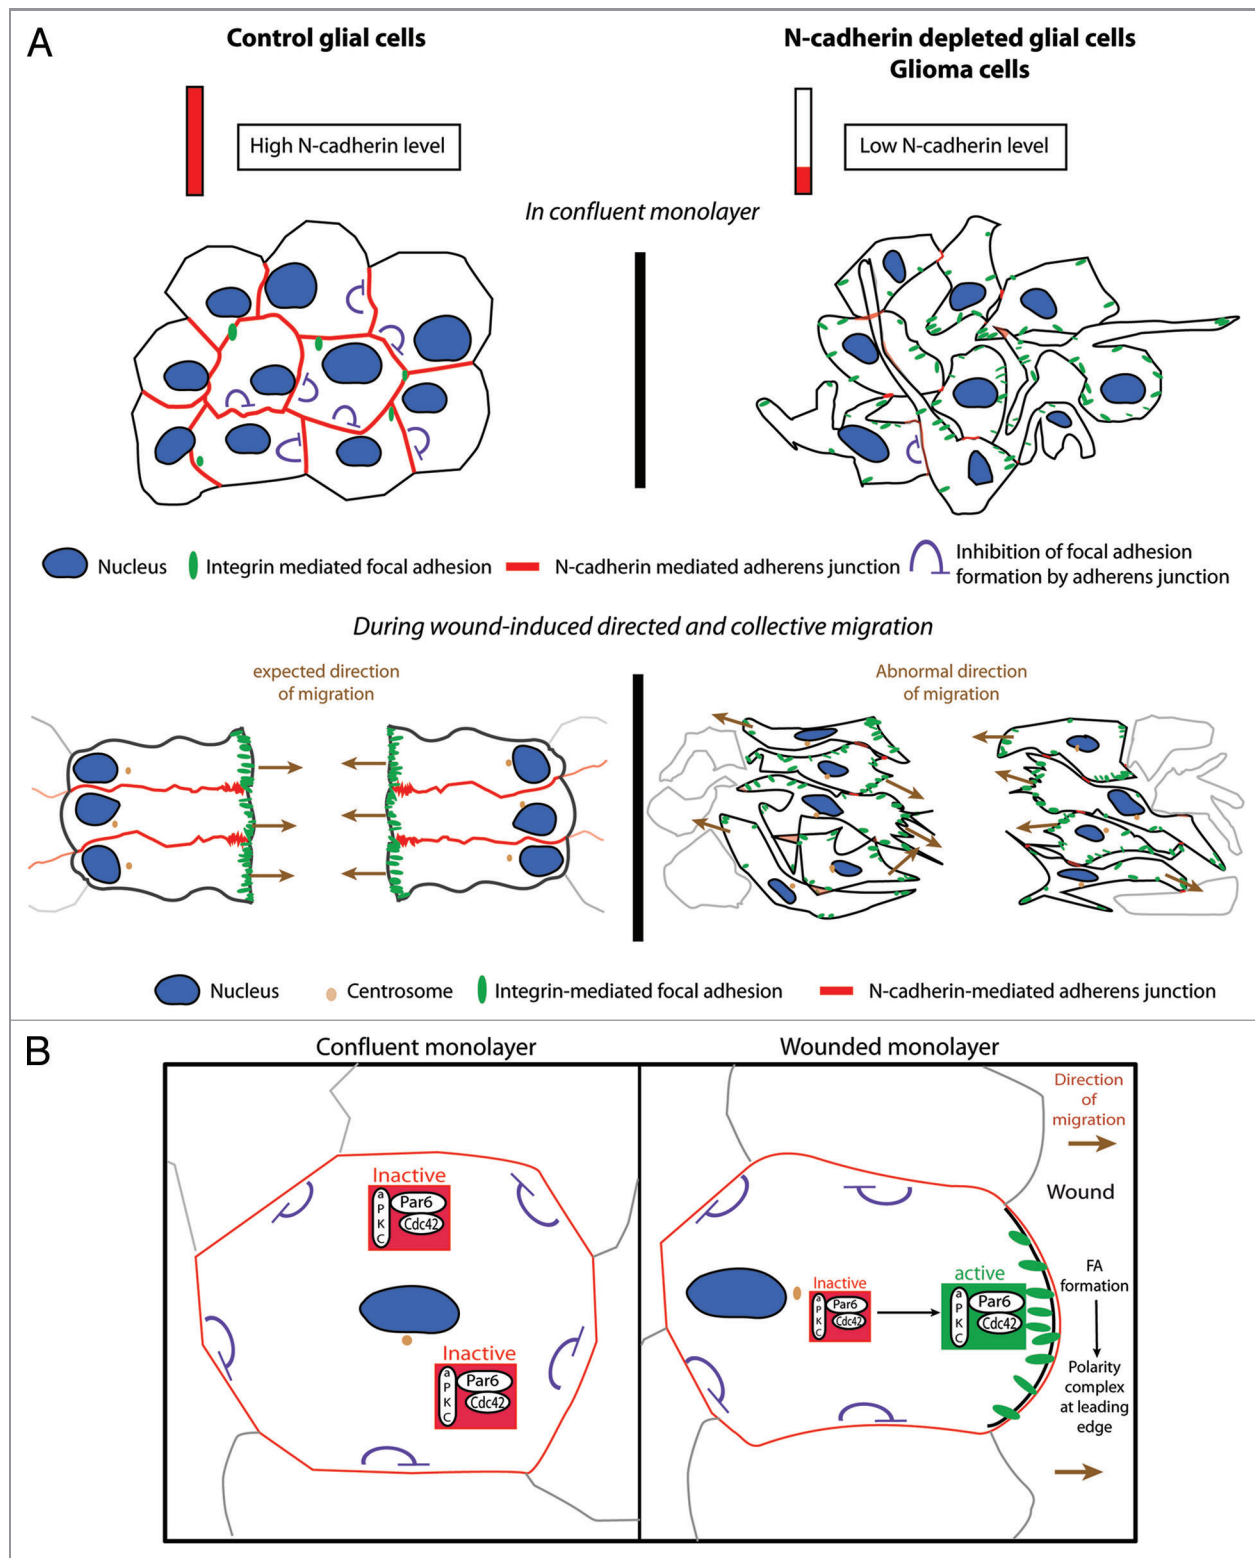 A
Control glial cells
N-cadherin depleted glial cells
Glioma cells
High N-cadherin level
Low N-cadherin level
In confluent monolayer
Nucleus
Integrin mediated focal adhesion
N-cadherin mediated adherens junction
Inhibition of focal adhesion
formation by adherens junction
During wound-induced directed and collective migration
expected direction
of migration
Abnormal direction
of migration
Nucleus
Centrosome
Integrin-mediated focal adhesion
N-cadherin-mediated adherens junction
B
Confluent monolayer
Wounded monolayer
Inactive
a
P
K
C
Par6
Cdc42
Inactive
a
P
K
C
Par6
Cdc42
Direction
of
migration
Wound
Inactive
a
P
K
C
Par6
Cdc42
active
a
P
K
C
Par6
Cdc42
FA
formation
Polarity
complex
at leading
edge